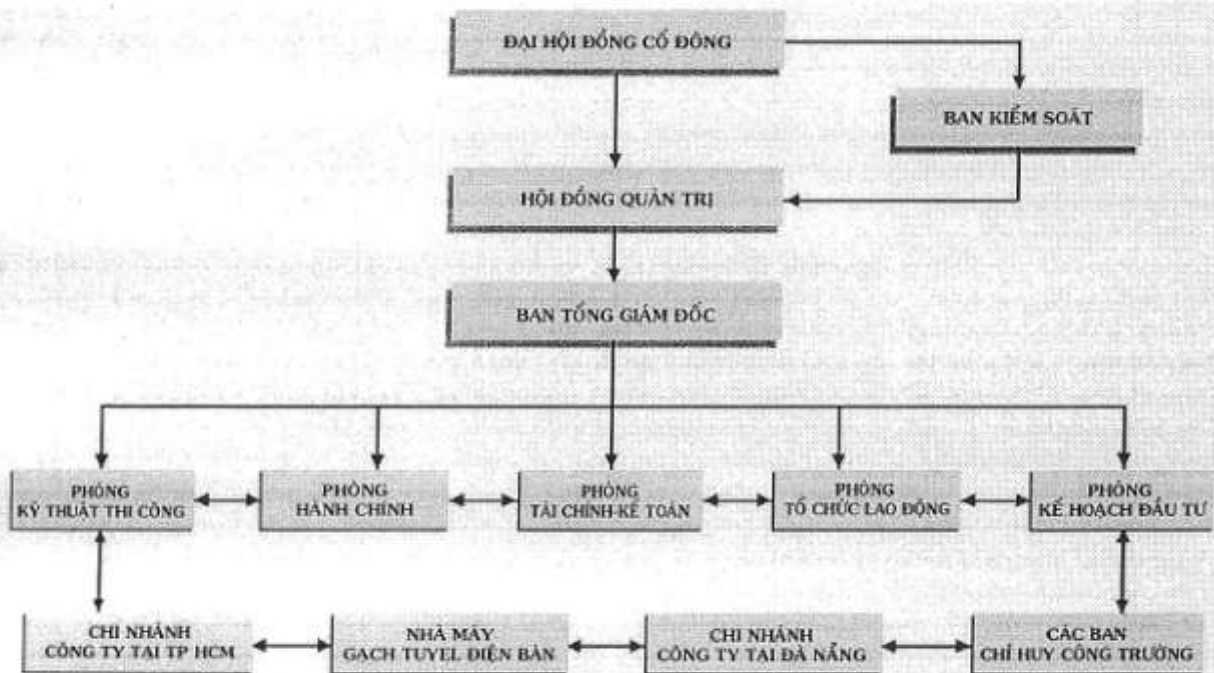 ĐẠI HỘI ĐỒNG CỔ ĐÔNG
BAN KIỂM SOÁT
HỘI ĐỒNG QUẢN TRỊ
BAN TỔNG GIÁM ĐỐC
PHÒNG
KỸ THUẬT THI CÔNG
PHÒNG
HÀNH CHÍNH
PHÒNG
TÀI CHÍNH-KẾ TOÁN
PHÒNG
TỔ CHỨC LAO ĐỘNG
PHÒNG
KẾ HOẠCH ĐẦU TƯ
CHI NHÁNH
CÔNG TY TẠI TP HCM
NHÀ MÁY
GẠCH TUYEL ĐIỆN BÀN
CHI NHÁNH
CÔNG TY TẠI ĐÀ NẴNG
CÁC BAN
CHỈ HUY CÔNG TRƯỜNG